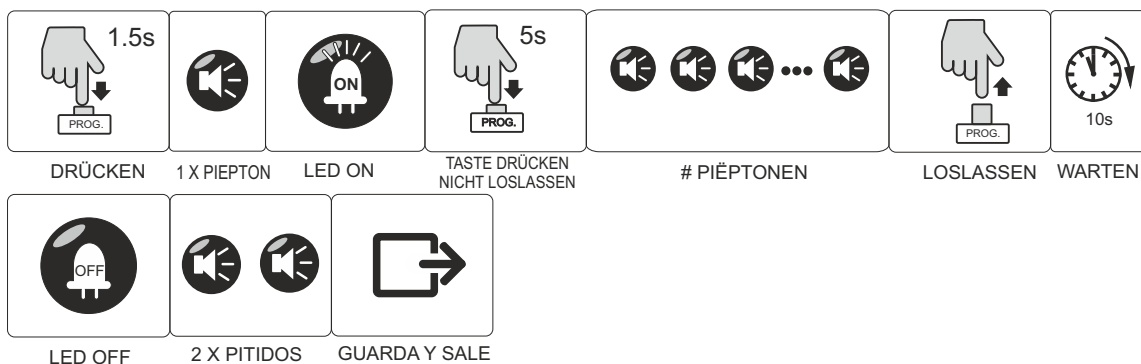 1.5s
PROG.
DRÜCKEN
1 X PIEPTON
ON
LED ON
5s
PROG.
TASTE DRÜCKEN
NICHT LOSLASSEN
# PIËPTONEN
PROG.
LOSLASSEN
10s
WARTEN
OFF
LED OFF
2 X PITIDOS
GUARDA Y SALE